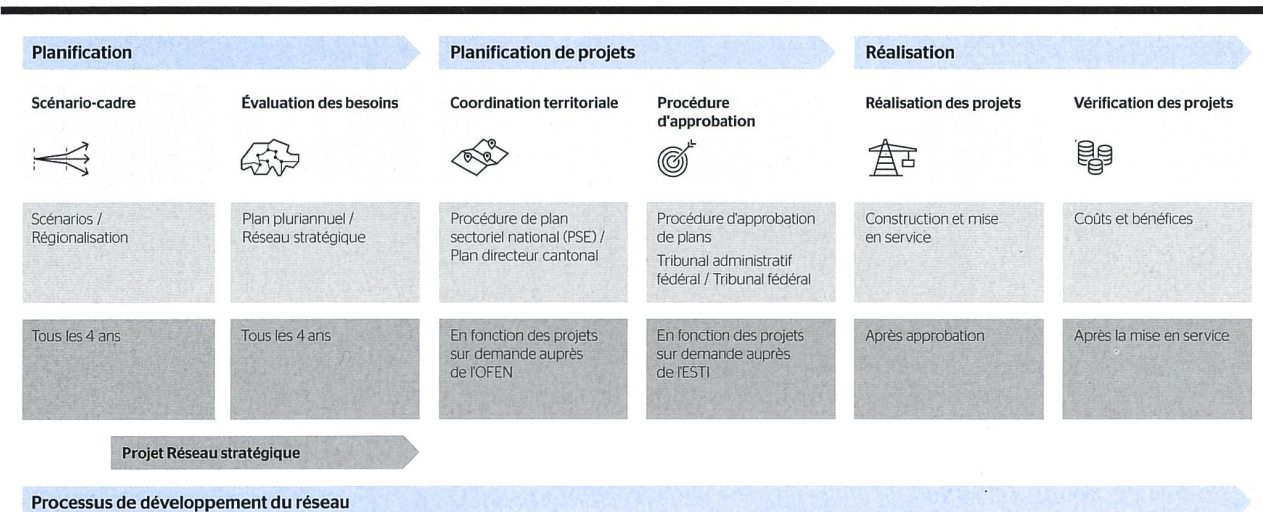 Planification
Planification de projets
Réalisation
Scénario-cadre
Évaluation des besoins
Coordination territoriale
Procédure
d'approbation
Réalisation des projets
Vérification des projets
Scénarios /
Régionalisation
Plan pluriannuel /
Réseau stratégique
Procédure de plan
sectoriel national (PSE) /
Plan directeur cantonal
Procédure d'approbation
de plans
Tribunal administratif
fédéral / Tribunal fédéral
Construction et mise
en service
Coûts et bénéfices
Tous les 4 ans
Tous les 4 ans
En fonction des projets
sur demande auprès
de l'OFEN
En fonction des projets
sur demande auprès
de l'ESTI
Après approbation
Après la mise en service
Projet Réseau stratégique
Processus de développement du réseau